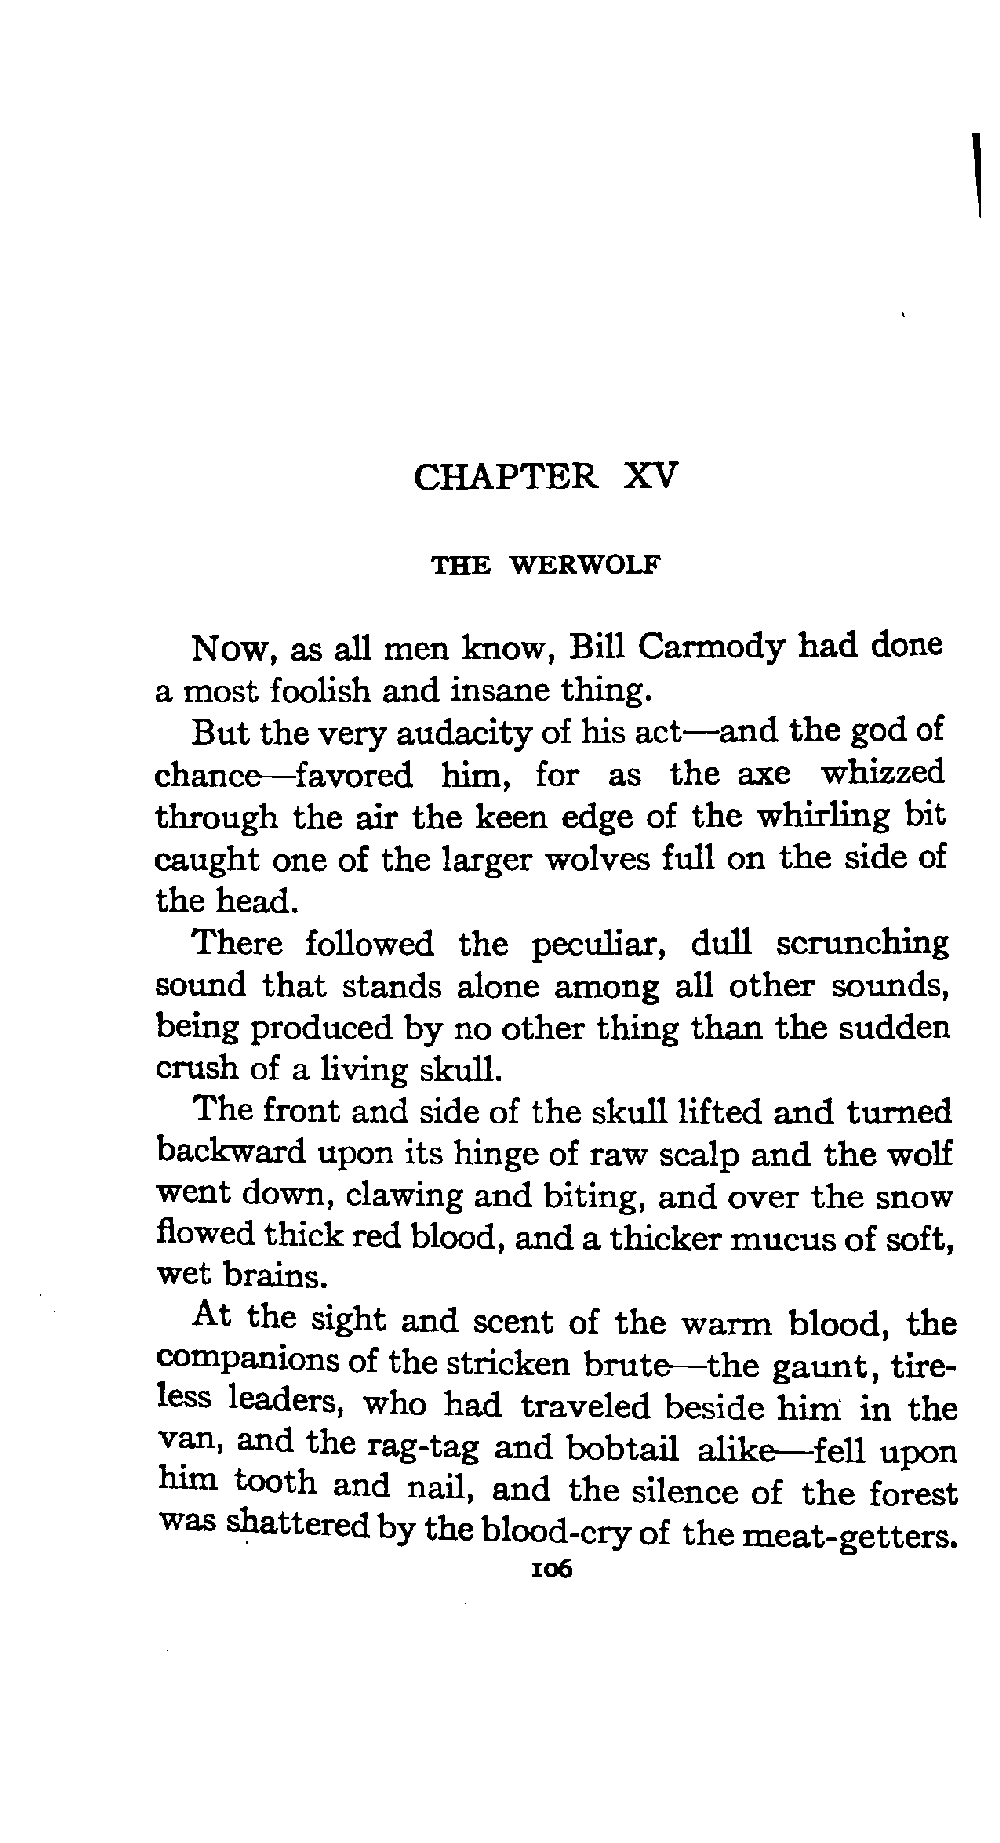 CHAPTER XV
THE WERWOLF
Now, as all men know, Bill Carmody had done
a most foolish and insane thing.
But the very audacity of his act—and the god of
chance—favored him, for as the axe whizzed
through the air the keen edge of the whirling bit
caught one of the larger wolves full on the side of
the head.
There followed the peculiar, dull scrunching
sound that stands alone among all other sounds,
being produced by no other thing than the sudden
crush of a living skull.
The front and side of the skull lifted and turned
backward upon its hinge of raw scalp and the wolf
went down, clawing and biting, and over the snow
flowed thick red blood, and a thicker mucus of soft,
wet brains.
At the sight and scent of the warm blood, the
companions of the stricken brute—the gaunt, tire-
less leaders, who had traveled beside him in the
van, and the rag-tag and bobtail alike—fell upon
him tooth and nail, and the silence of the forest
was shattered by the blood-cry of the meat-getters.
106